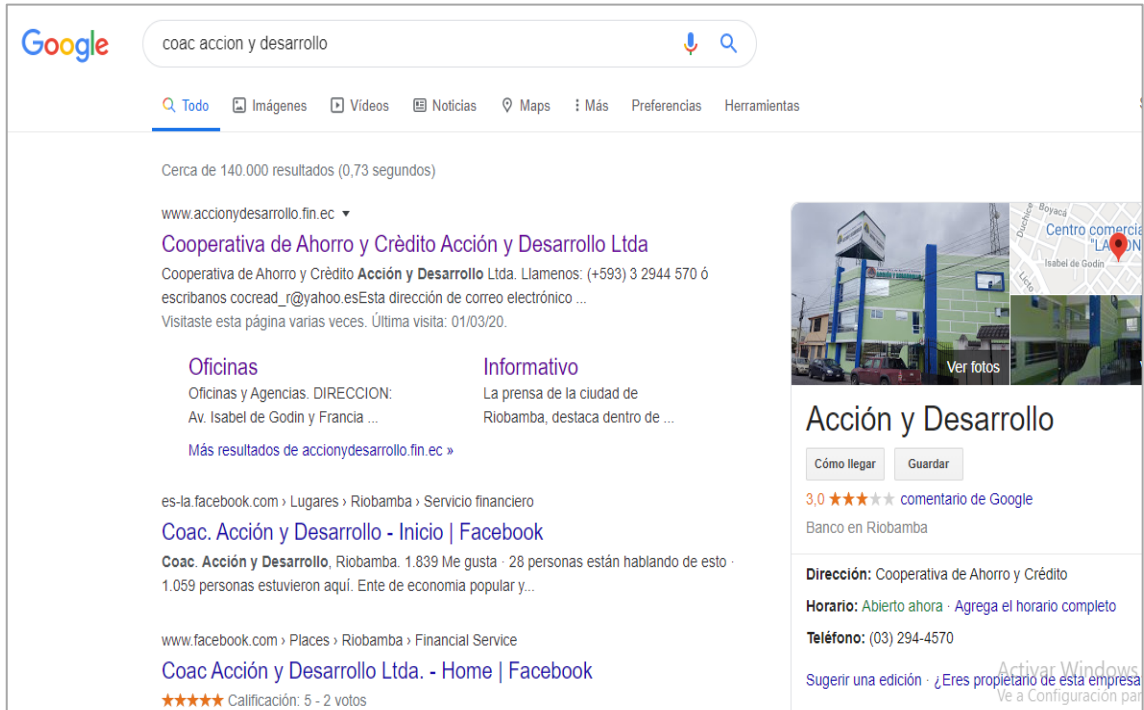 Google
coac accion y desarrollo
Todo Imágenes Vídeos Noticias Maps Más Preferencias Herramientas
Cerca de 140.000 resultados (0,73 segundos)
www.accionydesarrollo.fin.ec
Cooperativa de Ahorro y Crèdito Acción y Desarrollo Ltda
Cooperativa de Ahorro y Crèdito Acción y Desarrollo Ltda. Llamenos: (+593) 3 2944 570 ó
escribanos cocread_r@yahoo.esEsta dirección de correo electrónico ...
Visitaste esta página varias veces. Última visita: 01/03/20.
Oficinas
Oficinas y Agencias. DIRECCION:
Av. Isabel de Godin y Francia ...
Informativo
La prensa de la ciudad de
Riobamba, destaca dentro de ...
Más resultados de accionydesarrollo.fin.ec »
es-la.facebook.com › Lugares › Riobamba › Servicio financiero
Coac. Acción y Desarrollo - Inicio | Facebook
Coac. Acción y Desarrollo, Riobamba. 1.839 Me gusta · 28 personas están hablando de esto ·
1.059 personas estuvieron aquí. Ente de economia popular y...
www.facebook.com › Places › Riobamba › Financial Service
Coac Acción y Desarrollo Ltda. - Home | Facebook
Calificación: 5 - 2 votos
Boyacá
Duchice
Centro comercia
Isabel de Godin
Licto
Ver fotos
Acción y Desarrollo
Cómo llegar Guardar
3,0 comentario de Google
Banco en Riobamba
Dirección: Cooperativa de Ahorro y Crédito
Horario: Abierto ahora · Agrega el horario completo
Teléfono: (03) 294-4570
Sugerir una edición · ¿Eres propietario de esta empresa
Activar Windows
Ve a Configuración par